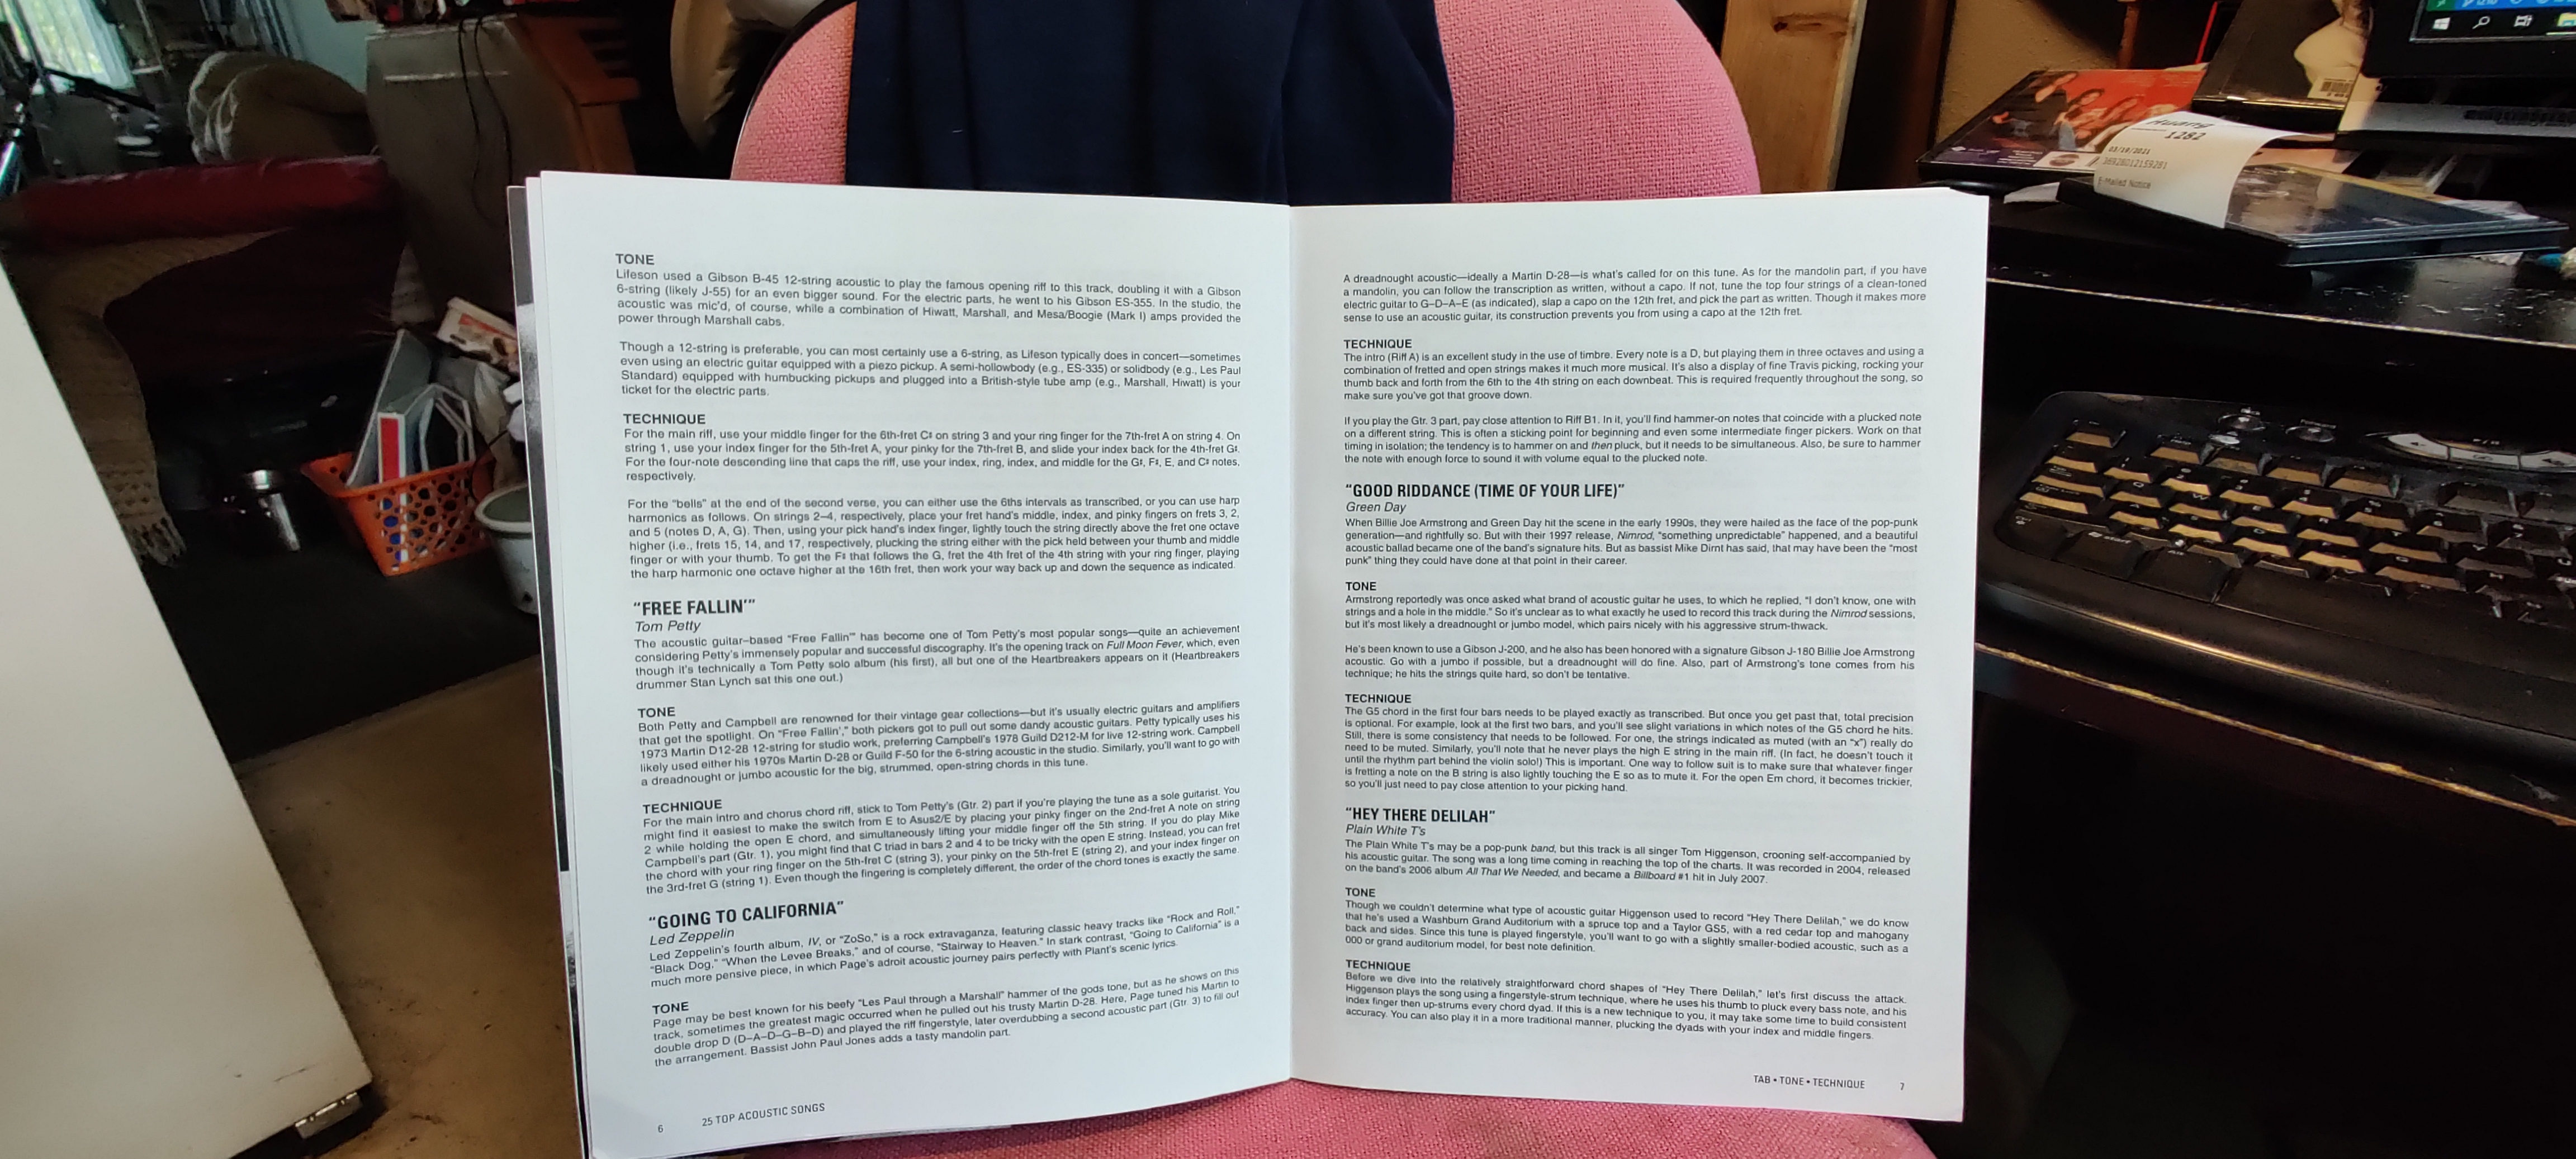 TONE
Lifeson used a Gibson B-45 12-string acoustic to play the famous opening riff to this track, doubling it with a Gibson
6-string (likely J-55) for an even bigger sound. For the electric parts, he went to his Gibson ES-355. In the studio, the
acoustic was mic'd, of course, while a combination of Hiwatt, Marshall, and Mesa/Boogie (Mark I) amps provided the
power through Marshall cabs.
Though a 12-string is preferable, you can most certainly use a 6-string, as Lifeson typically does in concert—sometimes
even using an electric guitar equipped with a piezo pickup. A semi-hollowbody (e.g., ES-335) or solidbody (e.g., Les Paul
Standard) equipped with humbucking pickups and plugged into a British-style tube amp (e.g., Marshall, Hiwatt) is your
ticket for the electric parts.
TECHNIQUE
For the main riff, use your middle finger for the 6th-fret C♯ on string 3 and your ring finger for the 7th-fret A on string 4. On
string 1, use your index finger for the 5th-fret A, your pinky for the 7th-fret B, and slide your index back for the 4th-fret G♯.
For the four-note descending line that caps the riff, use your index, ring, index, and middle for the G♯, F♯, E, and C♯ notes,
respectively.
For the "bells" at the end of the second verse, you can either use the 6ths intervals as transcribed, or you can use harp
harmonics as follows. On strings 2–4, respectively, place your fret hand's middle, index, and pinky fingers on frets 3, 2,
and 5 (notes D, A, G). Then, using your pick hand's index finger, lightly touch the string directly above the fret one octave
higher (i.e., frets 15, 14, and 17, respectively, plucking the string either with the pick held between your thumb and middle
finger or with your thumb. To get the F♯ that follows the G, fret the 4th fret of the 4th string with your ring finger, playing
the harp harmonic one octave higher at the 16th fret, then work your way back up and down the sequence as indicated.
"FREE FALLIN'"
Tom Petty
The acoustic guitar–based "Free Fallin'" has become one of Tom Petty's most popular songs—quite an achievement
considering Petty's immensely popular and successful discography. It's the opening track on Full Moon Fever, which, even
though it's technically a Tom Petty solo album (his first), all but one of the Heartbreakers appears on it (Heartbreakers
drummer Stan Lynch sat this one out.)
TONE
Both Petty and Campbell are renowned for their vintage gear collections—but it's usually electric guitars and amplifiers
that get the spotlight. On "Free Fallin'," both pickers got to pull out some dandy acoustic guitars. Petty typically uses his
1973 Martin D12-28 12-string for studio work, preferring Campbell's 1978 Guild D212-M for live 12-string work. Campbell
likely used either his 1970s Martin D-28 or Guild F-50 for the 6-string acoustic in the studio. Similarly, you'll want to go with
a dreadnought or jumbo acoustic for the big, strummed, open-string chords in this tune.
TECHNIQUE
For the main intro and chorus chord riff, stick to Tom Petty's (Gtr. 2) part if you're playing the tune as a sole guitarist. You
might find it easiest to make the switch from E to Asus2/E by placing your pinky finger on the 2nd-fret A note on string
2 while holding the open E chord, and simultaneously lifting your middle finger off the 5th string. If you do play Mike
Campbell's part (Gtr. 1), you might find that C triad in bars 2 and 4 to be tricky with the open E string. Instead, you can fret
the chord with your ring finger on the 5th-fret C (string 3), your pinky on the 5th-fret E (string 2), and your index finger on
the 3rd-fret G (string 1). Even though the fingering is completely different, the order of the chord tones is exactly the same.
"GOING TO CALIFORNIA"
Led Zeppelin
Led Zeppelin's fourth album, IV, or "ZoSo," is a rock extravaganza, featuring classic heavy tracks like "Rock and Roll,"
"Black Dog," "When the Levee Breaks," and of course, "Stairway to Heaven." In stark contrast, "Going to California" is a
much more pensive piece, in which Page's adroit acoustic journey pairs perfectly with Plant's scenic lyrics.
TONE
Page may be best known for his beefy "Les Paul through a Marshall" hammer of the gods tone, but as he shows on this
track, sometimes the greatest magic occurred when he pulled out his trusty Martin D-28. Here, Page tuned his Martin to
double drop D (D–A–D–G–B–D) and played the riff fingerstyle, later overdubbing a second acoustic part (Gtr. 3) to fill out
the arrangement. Bassist John Paul Jones adds a tasty mandolin part.
6 25 TOP ACOUSTIC SONGS
A dreadnought acoustic—ideally a Martin D-28—is what's called for on this tune. As for the mandolin part, if you have
a mandolin, you can follow the transcription as written, without a capo. If not, tune the top four strings of a clean-toned
electric guitar to G–D–A–E (as indicated), slap a capo on the 12th fret, and pick the part as written. Though it makes more
sense to use an acoustic guitar, its construction prevents you from using a capo at the 12th fret.
TECHNIQUE
The intro (Riff A) is an excellent study in the use of timbre. Every note is a D, but playing them in three octaves and using a
combination of fretted and open strings makes it much more musical. It's also a display of fine Travis picking, rocking your
thumb back and forth from the 6th to the 4th string on each downbeat. This is required frequently throughout the song, so
make sure you've got that groove down.
If you play the Gtr. 3 part, pay close attention to Riff B1. In it, you'll find hammer-on notes that coincide with a plucked note
on a different string. This is often a sticking point for beginning and even some intermediate finger pickers. Work on that
timing in isolation; the tendency is to hammer on and then pluck, but it needs to be simultaneous. Also, be sure to hammer
the note with enough force to sound it with volume equal to the plucked note.
"GOOD RIDDANCE (TIME OF YOUR LIFE)"
Green Day
When Billie Joe Armstrong and Green Day hit the scene in the early 1990s, they were hailed as the face of the pop-punk
generation—and rightfully so. But with their 1997 release, Nimrod, "something unpredictable" happened, and a beautiful
acoustic ballad became one of the band's signature hits. But as bassist Mike Dirnt has said, that may have been the "most
punk" thing they could have done at that point in their career.
TONE
Armstrong reportedly was once asked what brand of acoustic guitar he uses, to which he replied, "I don't know, one with
strings and a hole in the middle." So it's unclear as to what exactly he used to record this track during the Nimrod sessions,
but it's most likely a dreadnought or jumbo model, which pairs nicely with his aggressive strum-thwack.
He's been known to use a Gibson J-200, and he also has been honored with a signature Gibson J-180 Billie Joe Armstrong
acoustic. Go with a jumbo if possible, but a dreadnought will do fine. Also, part of Armstrong's tone comes from his
technique; he hits the strings quite hard, so don't be tentative.
TECHNIQUE
The G5 chord in the first four bars needs to be played exactly as transcribed. But once you get past that, total precision
is optional. For example, look at the first two bars, and you'll see slight variations in which notes of the G5 chord he hits.
Still, there is some consistency that needs to be followed. For one, the strings indicated as muted (with an "x") really do
need to be muted. Similarly, you'll note that he never plays the high E string in the main riff. (In fact, he doesn't touch it
until the rhythm part behind the violin solo!) This is important. One way to follow suit is to make sure that whatever finger
is fretting a note on the B string is also lightly touching the E so as to mute it. For the open Em chord, it becomes trickier,
so you'll just need to pay close attention to your picking hand.
"HEY THERE DELILAH"
Plain White T's
The Plain White T's may be a pop-punk band, but this track is all singer Tom Higgenson, crooning self-accompanied by
his acoustic guitar. The song was a long time coming in reaching the top of the charts. It was recorded in 2004, released
on the band's 2006 album All That We Needed, and became a Billboard #1 hit in July 2007.
TONE
Though we couldn't determine what type of acoustic guitar Higgenson used to record "Hey There Delilah," we do know
that he's used a Washburn Grand Auditorium with a spruce top and a Taylor GS5, with a red cedar top and mahogany
back and sides. Since this tune is played fingerstyle, you'll want to go with a slightly smaller-bodied acoustic, such as a
000 or grand auditorium model, for best note definition.
TECHNIQUE
Before we dive into the relatively straightforward chord shapes of "Hey There Delilah," let's first discuss the attack.
Higgenson plays the song using a fingerstyle-strum technique, where he uses his thumb to pluck every bass note, and his
index finger then up-strums every chord dyad. If this is a new technique to you, it may take some time to build consistent
accuracy. You can also play it in a more traditional manner, plucking the dyads with your index and middle fingers.
TAB • TONE • TECHNIQUE 7
Huang
1282
03/19/2021
E-Mailed Notice